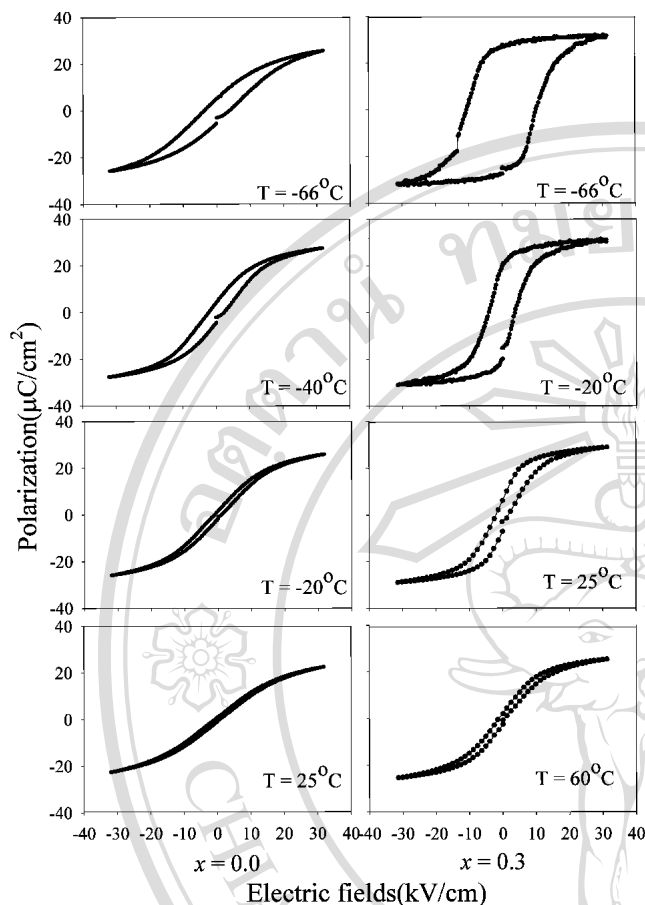 40
20
0
-20
-40
T = -66°C
T = -66°C
40
20
0
-20
-40
T = -40°C
T = -20°C
40
20
0
-20
-40
T = -20°C
T = 25°C
40
20
0
-20
-40
T = 25°C
T = 60°C
-40 -30 -20 -10 0 10 20 30 40
-40 -30 -20 -10 0 10 20 30 40
x = 0.0
x = 0.3
Polarization(μC/cm²)
Electric fields(kV/cm)